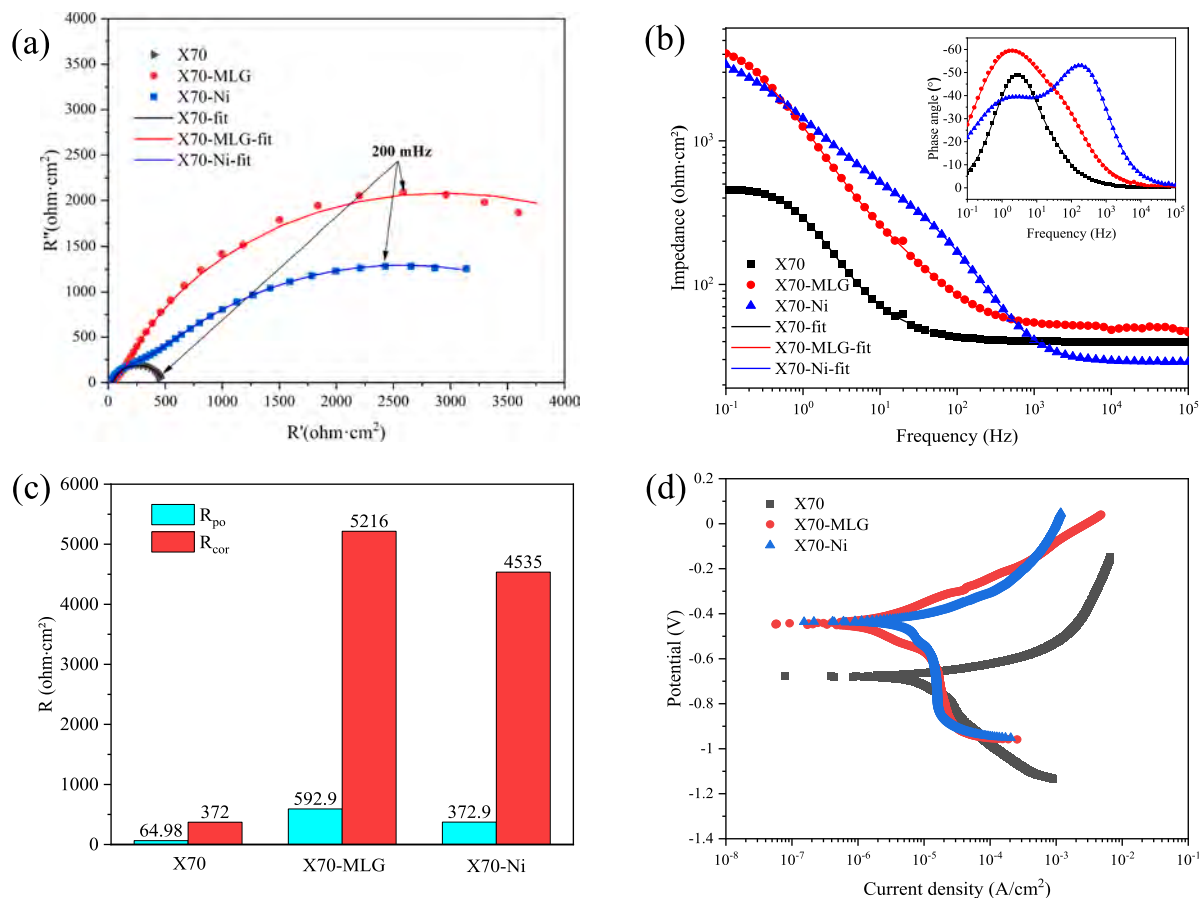 (a)
4000
3500
3000
2500
2000
1500
1000
500
0
R''(ohm·cm²)
X70
X70-MLG
X70-Ni
X70-fit
X70-MLG-fit
X70-Ni-fit
200 mHz
0 500 1000 1500 2000 2500 3000 3500 4000
R'(ohm·cm²)
(b)
10³
10²
Impedance (ohm·cm²)
X70
X70-MLG
X70-Ni
X70-fit
X70-MLG-fit
X70-Ni-fit
10⁻¹ 10⁰ 10¹ 10² 10³ 10⁴ 10⁵
Frequency (Hz)
-60
-50
-40
-30
-20
-10
0
Phase angle (°)
10⁻¹ 10⁰ 10¹ 10² 10³ 10⁴ 10⁵
Frequency (Hz)
(c)
6000
5000
4000
3000
2000
1000
0
R (ohm·cm²)
Rpo
Rcor
64.98
372
592.9
5216
372.9
4535
X70 X70-MLG X70-Ni
(d)
0.2
0
-0.2
-0.4
-0.6
-0.8
-1
-1.2
-1.4
Potential (V)
X70
X70-MLG
X70-Ni
10⁻⁸ 10⁻⁷ 10⁻⁶ 10⁻⁵ 10⁻⁴ 10⁻³ 10⁻² 10⁻¹
Current density (A/cm²)